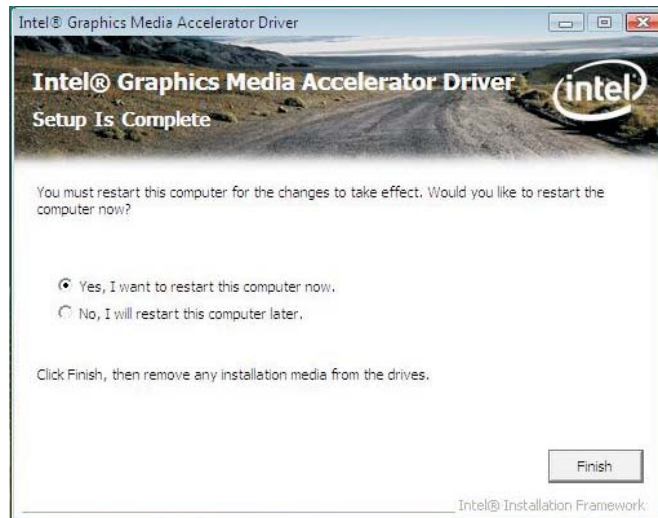 Intel® Graphics Media Accelerator Driver
Intel® Graphics Media Accelerator Driver
intel
Setup Is Complete
You must restart this computer for the changes to take effect. Would you like to restart the
computer now?
Yes, I want to restart this computer now.
No, I will restart this computer later.
Click Finish, then remove any installation media from the drives.
Finish
Intel® Installation Framework